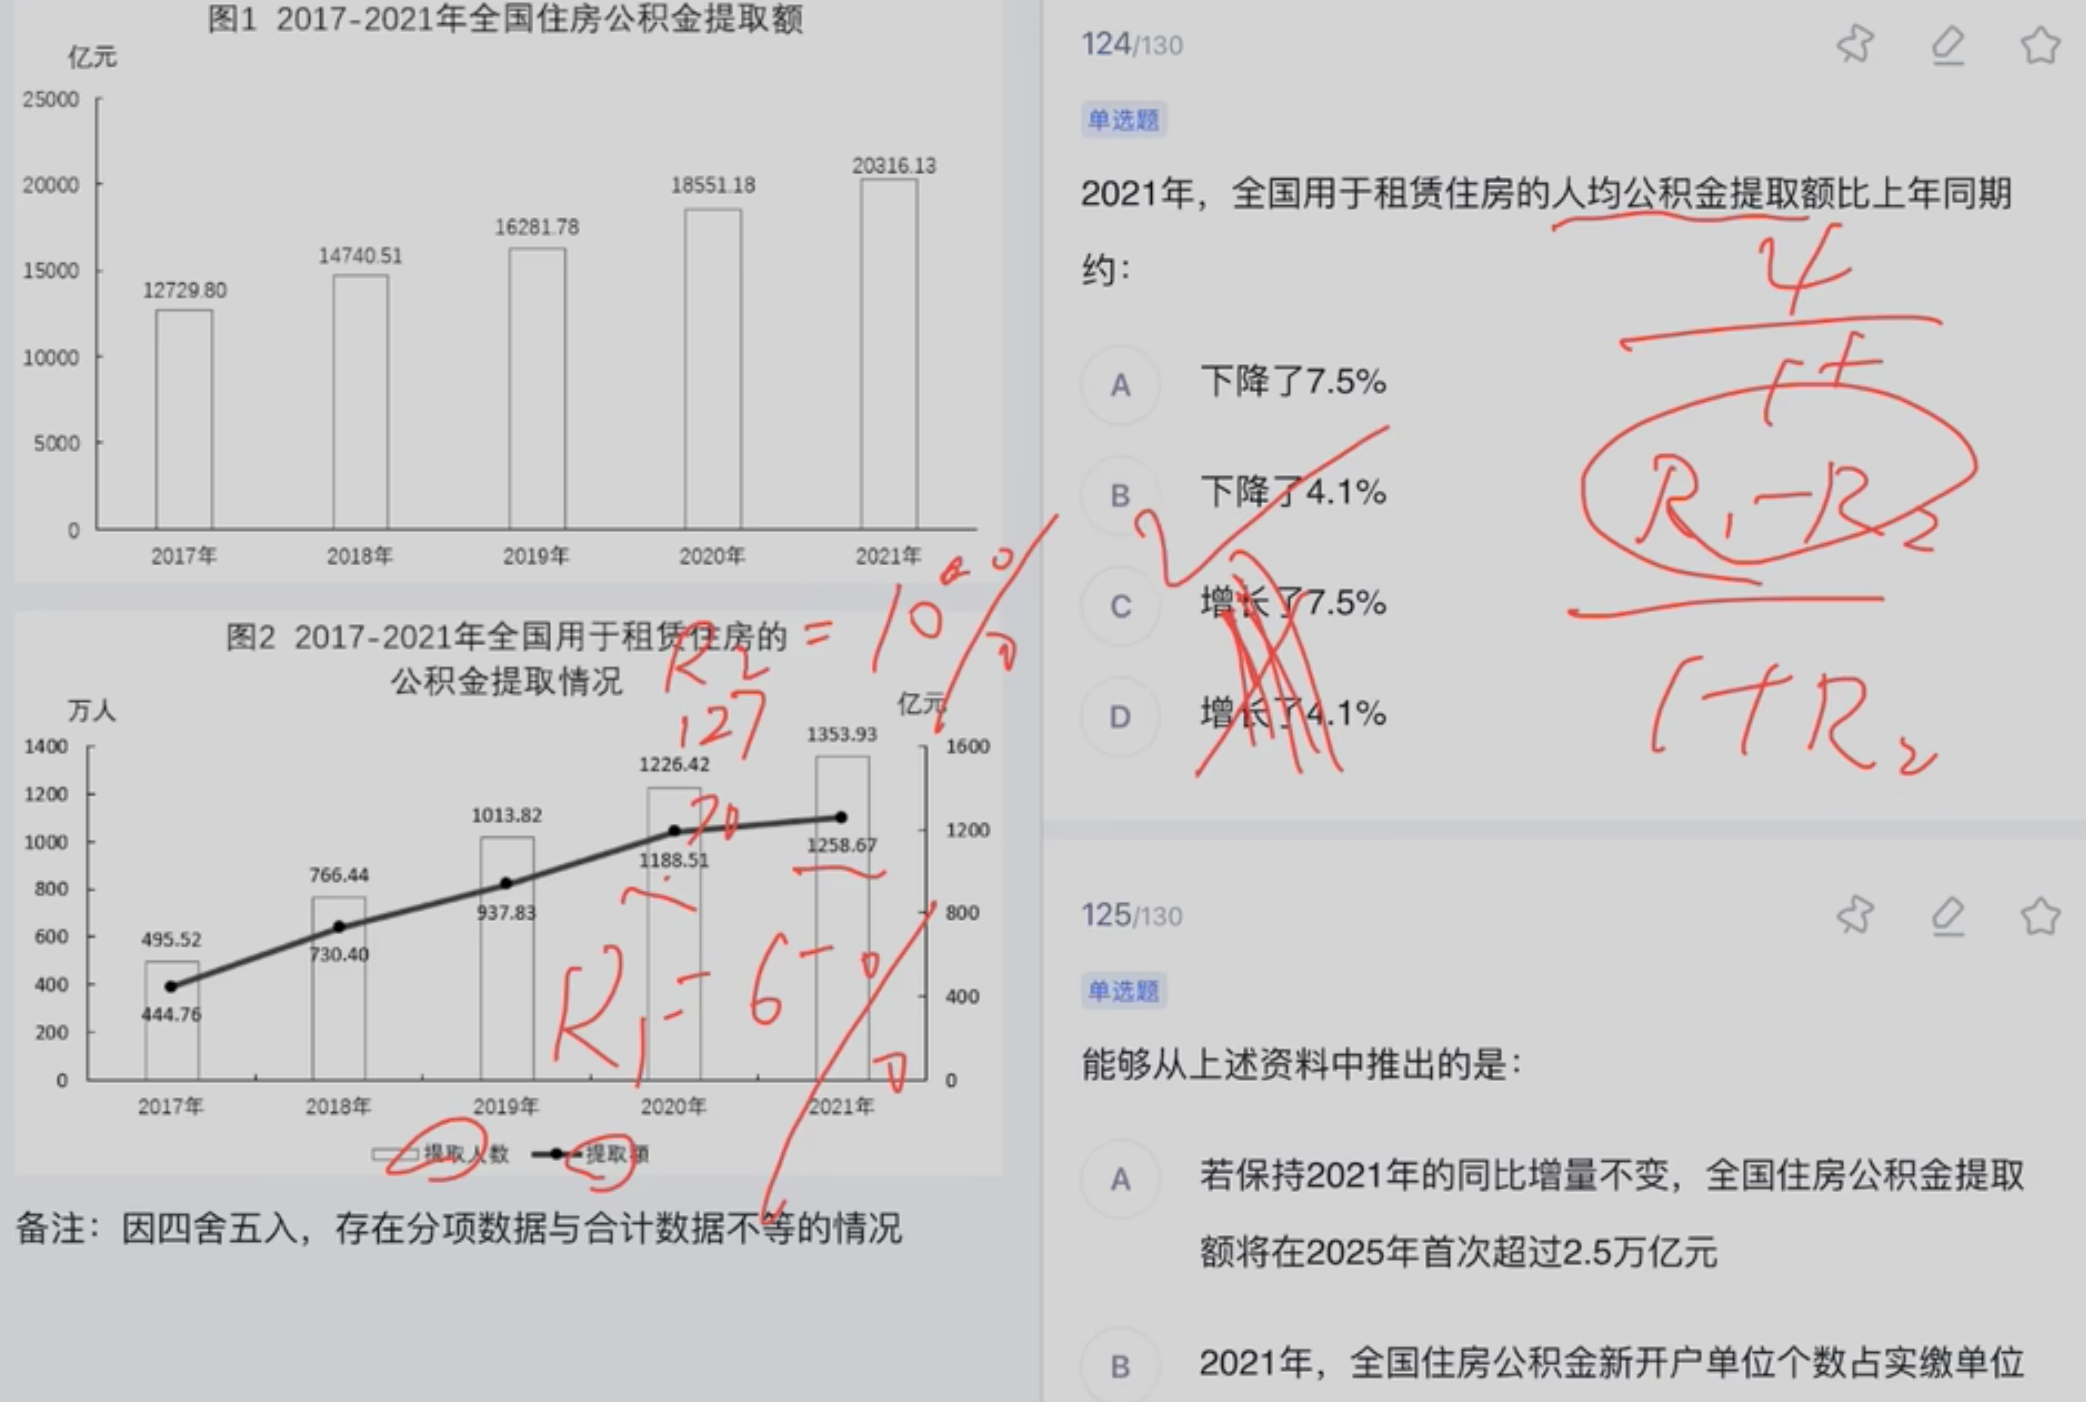 图1 2017-2021年全国住房公积金提取额
亿元
25000
20000
15000
10000
5000
0
12729.80
14740.51
16281.78
18551.18
20316.13
2017年
2018年
2019年
2020年
2021年
图2 2017-2021年全国用于租赁住房的
公积金提取情况
万人
亿元
1400
1200
1000
800
600
400
200
0
1600
1200
800
400
0
495.52
766.44
1013.82
1226.42
1353.93
444.76
730.40
937.83
1188.51
1258.67
2017年
2018年
2019年
2020年
2021年
提取人数
提取额
R2 = 10
127
70
R1 = 6
备注：因四舍五入，存在分项数据与合计数据不等的情况
124/130
单选题
2021年，全国用于租赁住房的人均公积金提取额比上年同期
约：
A 下降了7.5%
B 下降了4.1%
C 增长了7.5%
D 增长了4.1%
R1-R2
1+R2
125/130
单选题
能够从上述资料中推出的是：
A 若保持2021年的同比增量不变，全国住房公积金提取
额将在2025年首次超过2.5万亿元
B 2021年，全国住房公积金新开户单位个数占实缴单位